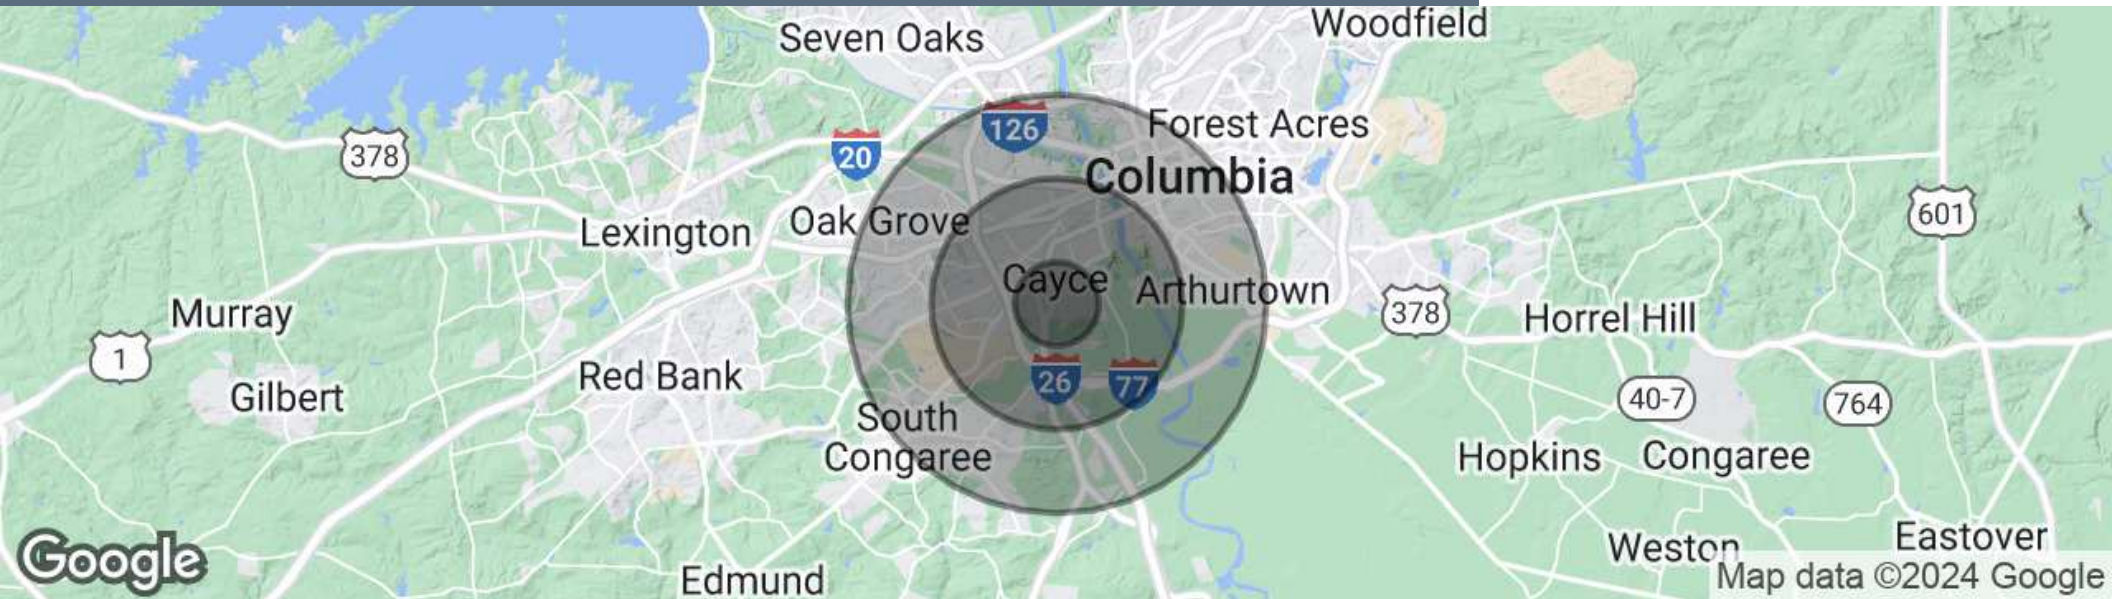 Woodfield
Seven Oaks
126
Forest Acres
378
20
Columbia
601
Oak Grove
Lexington
Cayce
Arthurtown
Murray
378
Horrel Hill
1
Red Bank
26
77
Gilbert
40-7
764
South
Congaree
Hopkins
Congaree
Weston
Eastover
Google
Edmund
Map data ©2024 Google